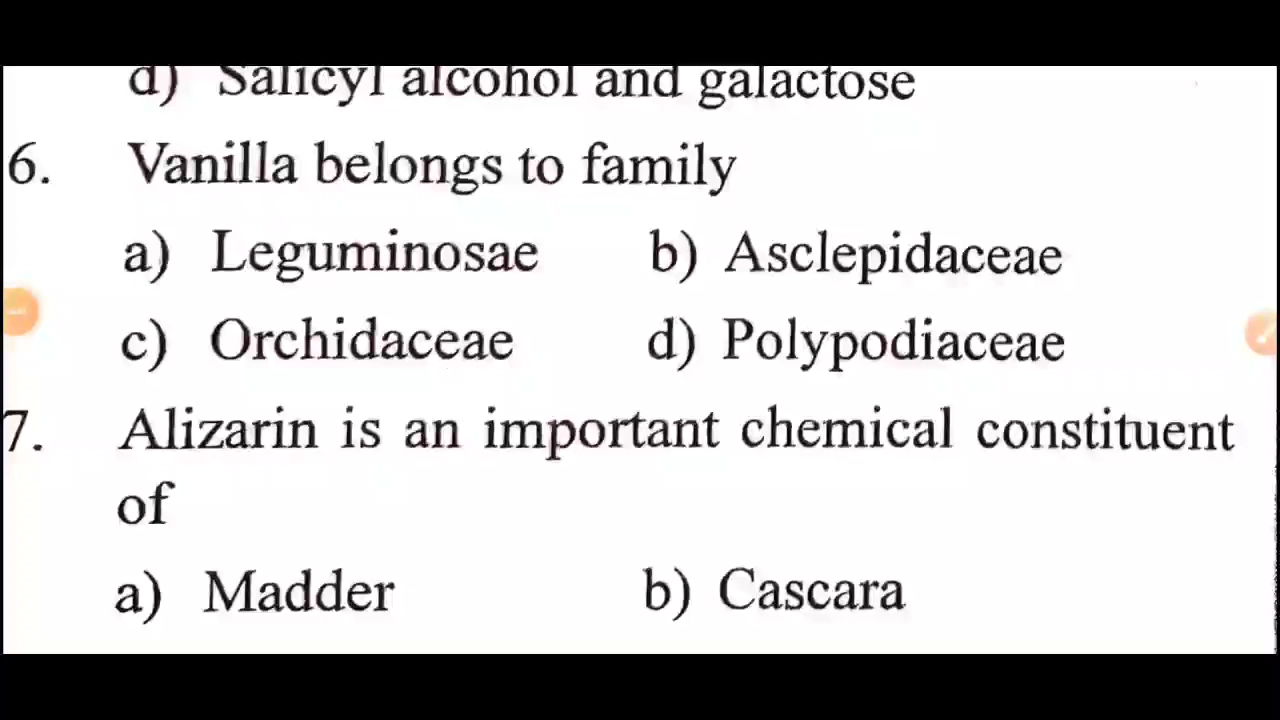 d) Salicyl alcohol and galactose
6. Vanilla belongs to family
a) Leguminosae b) Asclepidaceae
c) Orchidaceae d) Polypodiaceae
7. Alizarin is an important chemical constituent
of
a) Madder b) Cascara